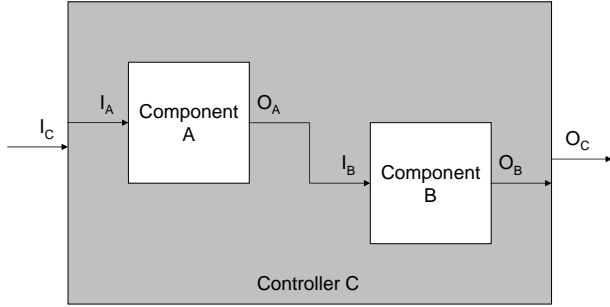 I_A
O_A
Component
A
I_C
I_B
O_B
O_C
Component
B
Controller C